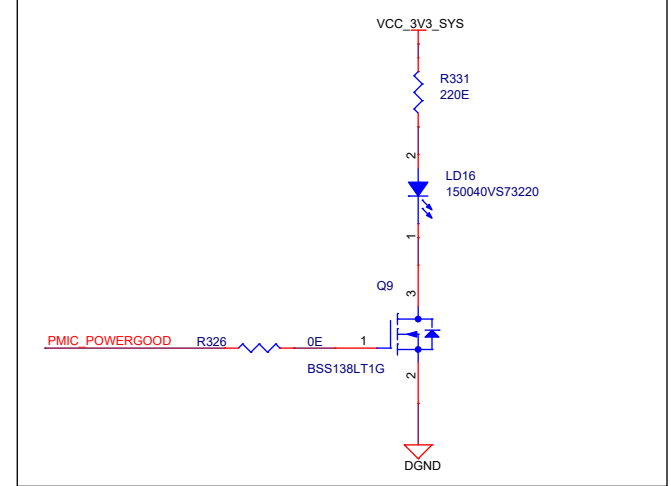 VCC_3V3_SYS
R331
220E
2
LD16
150040VS73220
1
Q9
3
PMIC_POWERGOOD R326 0E 1
BSS138LT1G
2
DGND